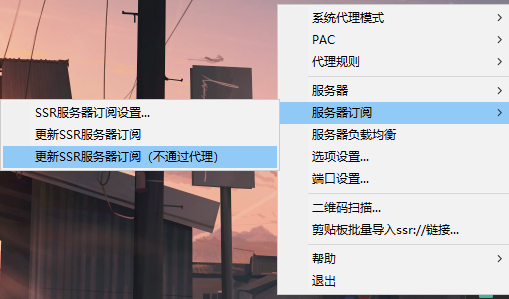 系统代理模式
PAC
代理规则
服务器
服务器订阅
服务器负载均衡
选项设置...
端口设置...
二维码扫描...
剪贴板批量导入ssr://链接...
帮助
退出
SSR服务器订阅设置...
更新SSR服务器订阅
更新SSR服务器订阅（不通过代理）